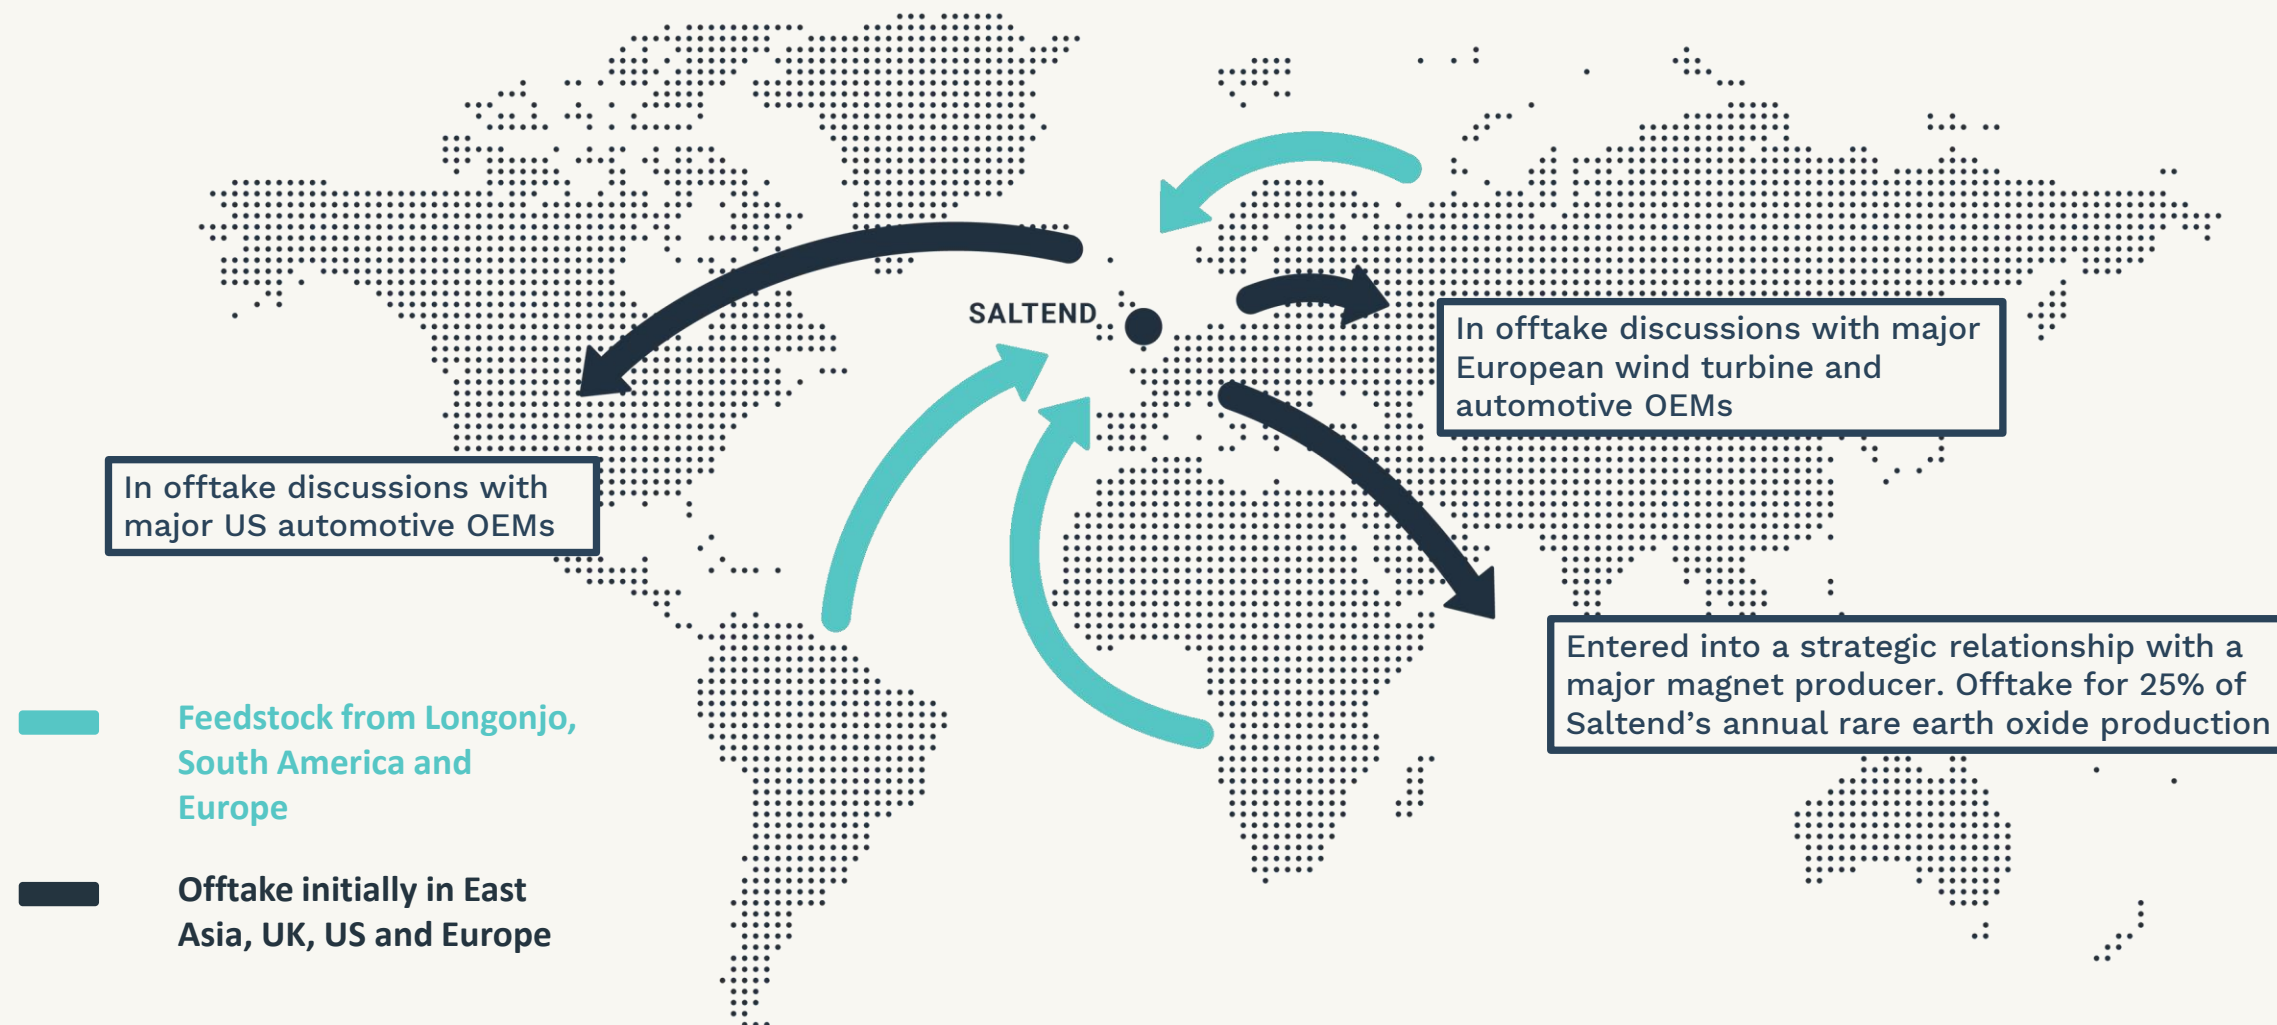 SALTEND
In offtake discussions with major
European wind turbine and
automotive OEMs
In offtake discussions with
major US automotive OEMs
Entered into a strategic relationship with a
major magnet producer. Offtake for 25% of
Saltend’s annual rare earth oxide production
Feedstock from Longonjo,
South America and
Europe
Offtake initially in East
Asia, UK, US and Europe